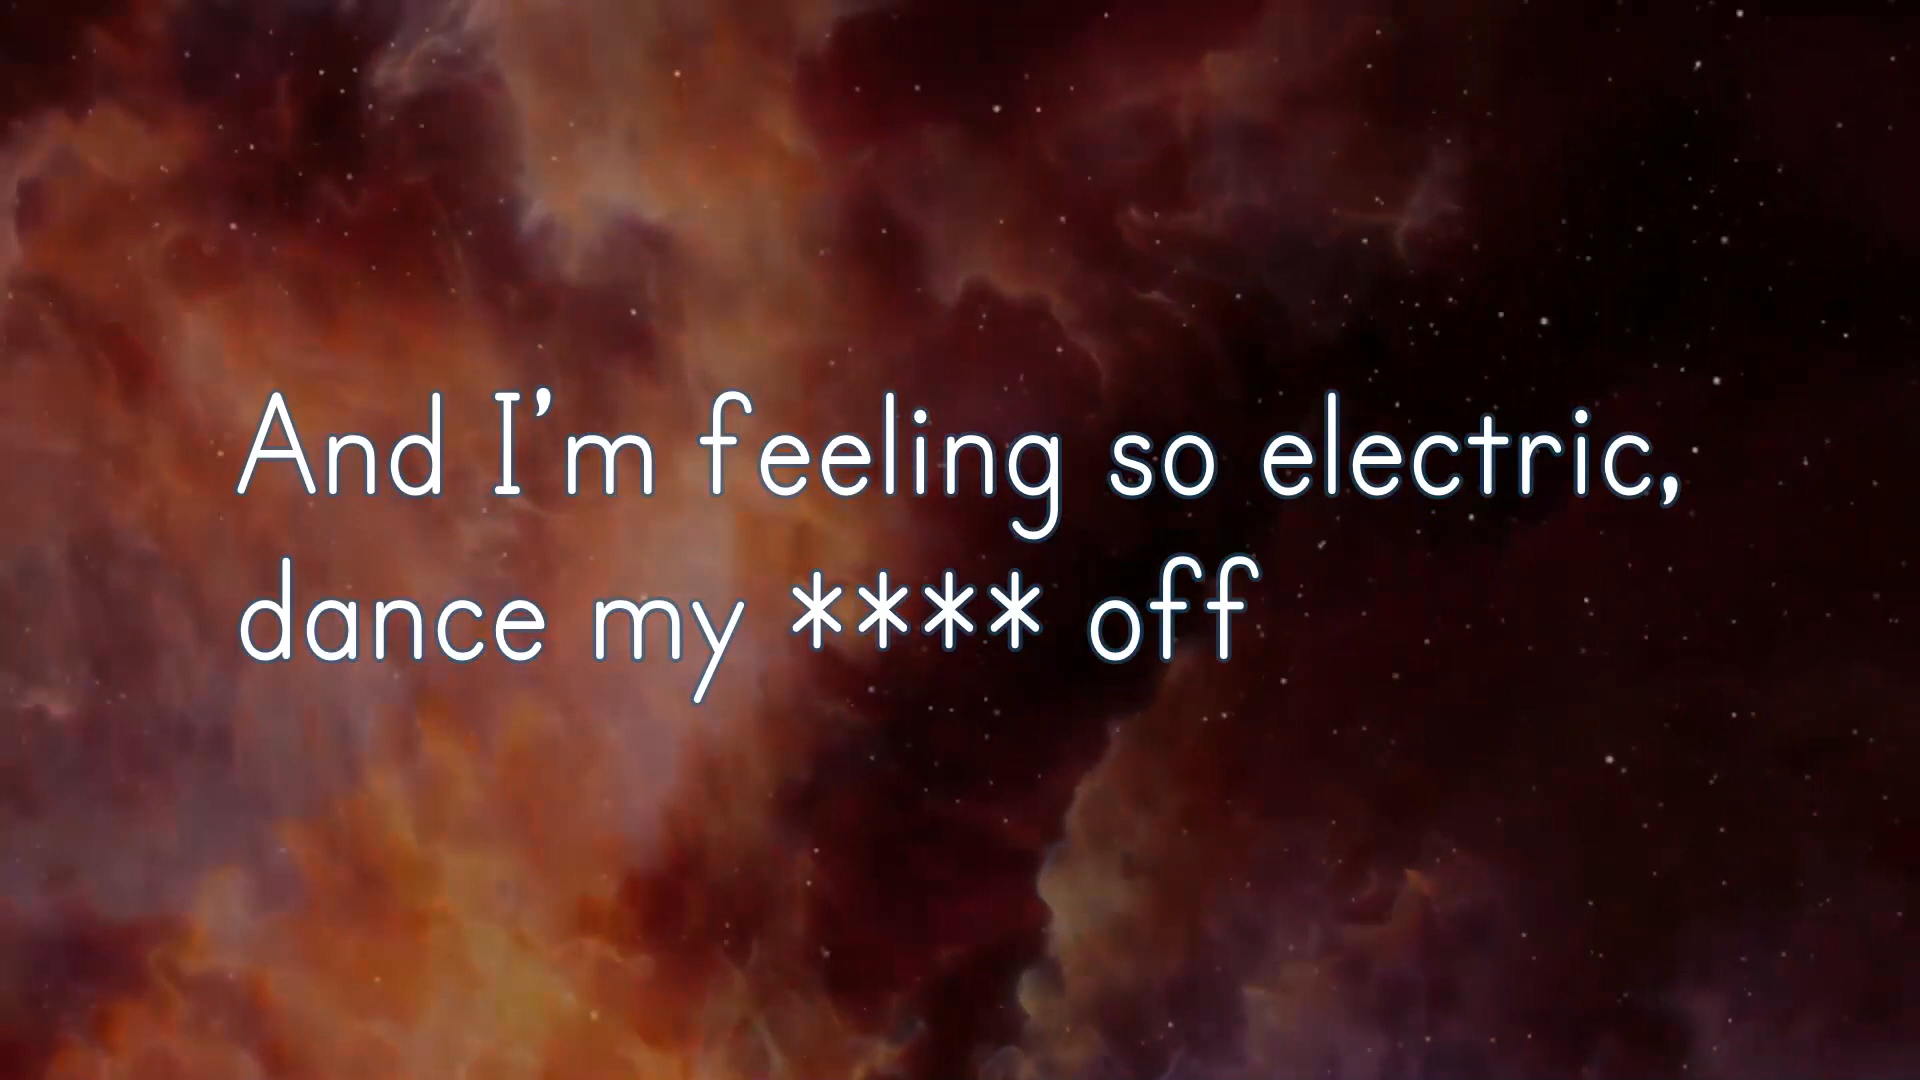 And I’m feeling so electric,
dance my **** off